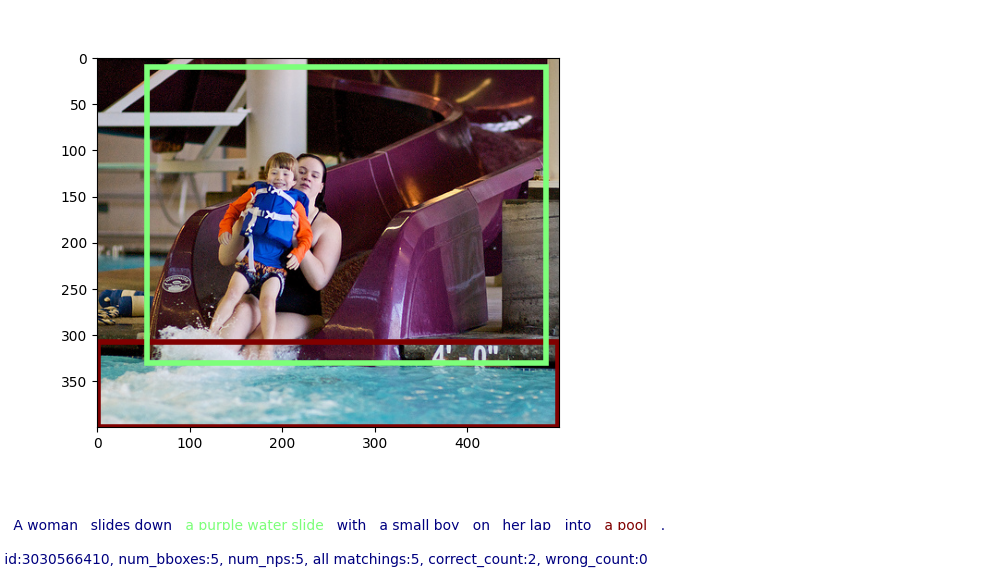 0
50
100
150
200
250
300
350
4' - 0"
0 100 200 300 400
A woman slides down a purple water slide with a small boy on her lap into a pool .
id:3030566410, num_bboxes:5, num_nps:5, all matchings:5, correct_count:2, wrong_count:0